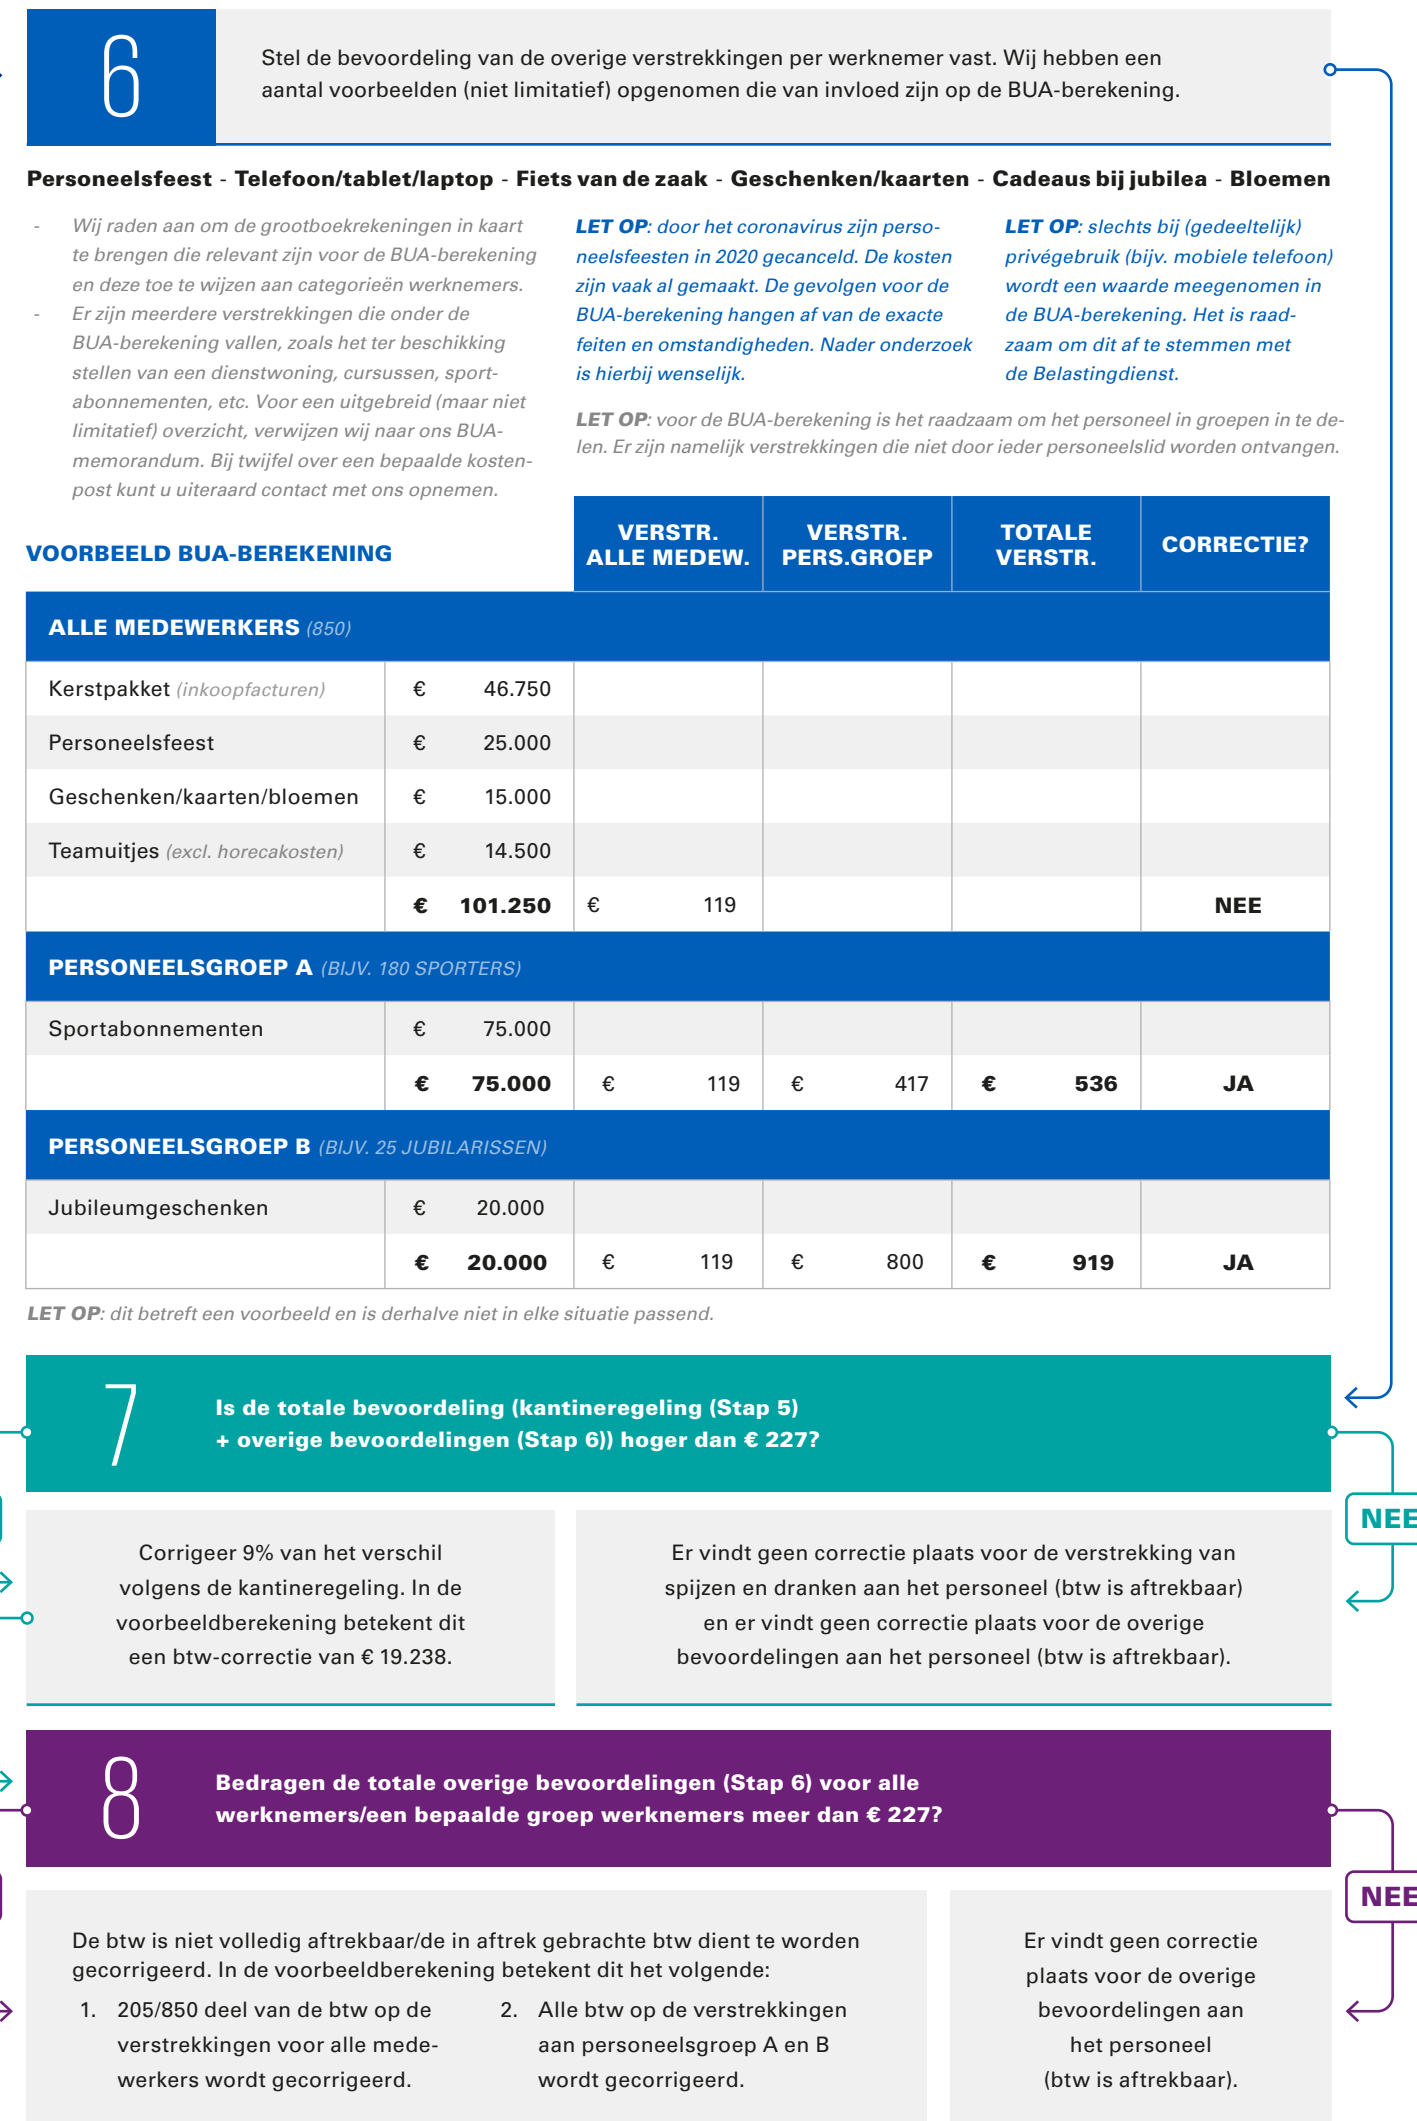 6
Stel de bevoordeling van de overige verstrekkingen per werknemer vast. Wij hebben een
aantal voorbeelden (niet limitatief) opgenomen die van invloed zijn op de BUA-berekening.
Personeelsfeest - Telefoon/tablet/laptop - Fiets van de zaak - Geschenken/kaarten - Cadeaus bij jubilea - Bloemen
- Wij raden aan om de grootboekrekeningen in kaart
te brengen die relevant zijn voor de BUA-berekening
en deze toe te wijzen aan categorieën werknemers.
- Er zijn meerdere verstrekkingen die onder de
BUA-berekening vallen, zoals het ter beschikking
stellen van een dienstwoning, cursussen, sport-
abonnementen, etc. Voor een uitgebreid (maar niet
limitatief) overzicht, verwijzen wij naar ons BUA-
memorandum. Bij twijfel over een bepaalde kosten-
post kunt u uiteraard contact met ons opnemen.
LET OP: door het coronavirus zijn perso-
neelsfeesten in 2020 gecanceld. De kosten
zijn vaak al gemaakt. De gevolgen voor de
BUA-berekening hangen af van de exacte
feiten en omstandigheden. Nader onderzoek
is hierbij wenselijk.
LET OP: slechts bij (gedeeltelijk)
privégebruik (bijv. mobiele telefoon)
wordt een waarde meegenomen in
de BUA-berekening. Het is raad-
zaam om dit af te stemmen met
de Belastingdienst.
LET OP: voor de BUA-berekening is het raadzaam om het personeel in groepen in te de-
len. Er zijn namelijk verstrekkingen die niet door ieder personeelslid worden ontvangen.
VOORBEELD BUA-BEREKENING
VERSTR.
ALLE MEDEW.
VERSTR.
PERS.GROEP
TOTALE
VERSTR.
CORRECTIE?
ALLE MEDEWERKERS (850)
Kerstpakket (inkoopfacturen) € 46.750
Personeelsfeest € 25.000
Geschenken/kaarten/bloemen € 15.000
Teamuitjes (excl. horecakosten) € 14.500
€ 101.250 € 119 NEE
PERSONEELSGROEP A (BIJV. 180 SPORTERS)
Sportabonnementen € 75.000
€ 75.000 € 119 € 417 € 536 JA
PERSONEELSGROEP B (BIJV. 25 JUBILARISSEN)
Jubileumgeschenken € 20.000
€ 20.000 € 119 € 800 € 919 JA
LET OP: dit betreft een voorbeeld en is derhalve niet in elke situatie passend.
7
Is de totale bevoordeling (kantineregeling (Stap 5)
+ overige bevoordelingen (Stap 6)) hoger dan € 227?
NEE
Corrigeer 9% van het verschil
volgens de kantineregeling. In de
voorbeeldberekening betekent dit
een btw-correctie van € 19.238.
Er vindt geen correctie plaats voor de verstrekking van
spijzen en dranken aan het personeel (btw is aftrekbaar)
en er vindt geen correctie plaats voor de overige
bevoordelingen aan het personeel (btw is aftrekbaar).
8
Bedragen de totale overige bevoordelingen (Stap 6) voor alle
werknemers/een bepaalde groep werknemers meer dan € 227?
NEE
De btw is niet volledig aftrekbaar/de in aftrek gebrachte btw dient te worden
gecorrigeerd. In de voorbeeldberekening betekent dit het volgende:
1. 205/850 deel van de btw op de
verstrekkingen voor alle mede-
werkers wordt gecorrigeerd.
2. Alle btw op de verstrekkingen
aan personeelsgroep A en B
wordt gecorrigeerd.
Er vindt geen correctie
plaats voor de overige
bevoordelingen aan
het personeel
(btw is aftrekbaar).